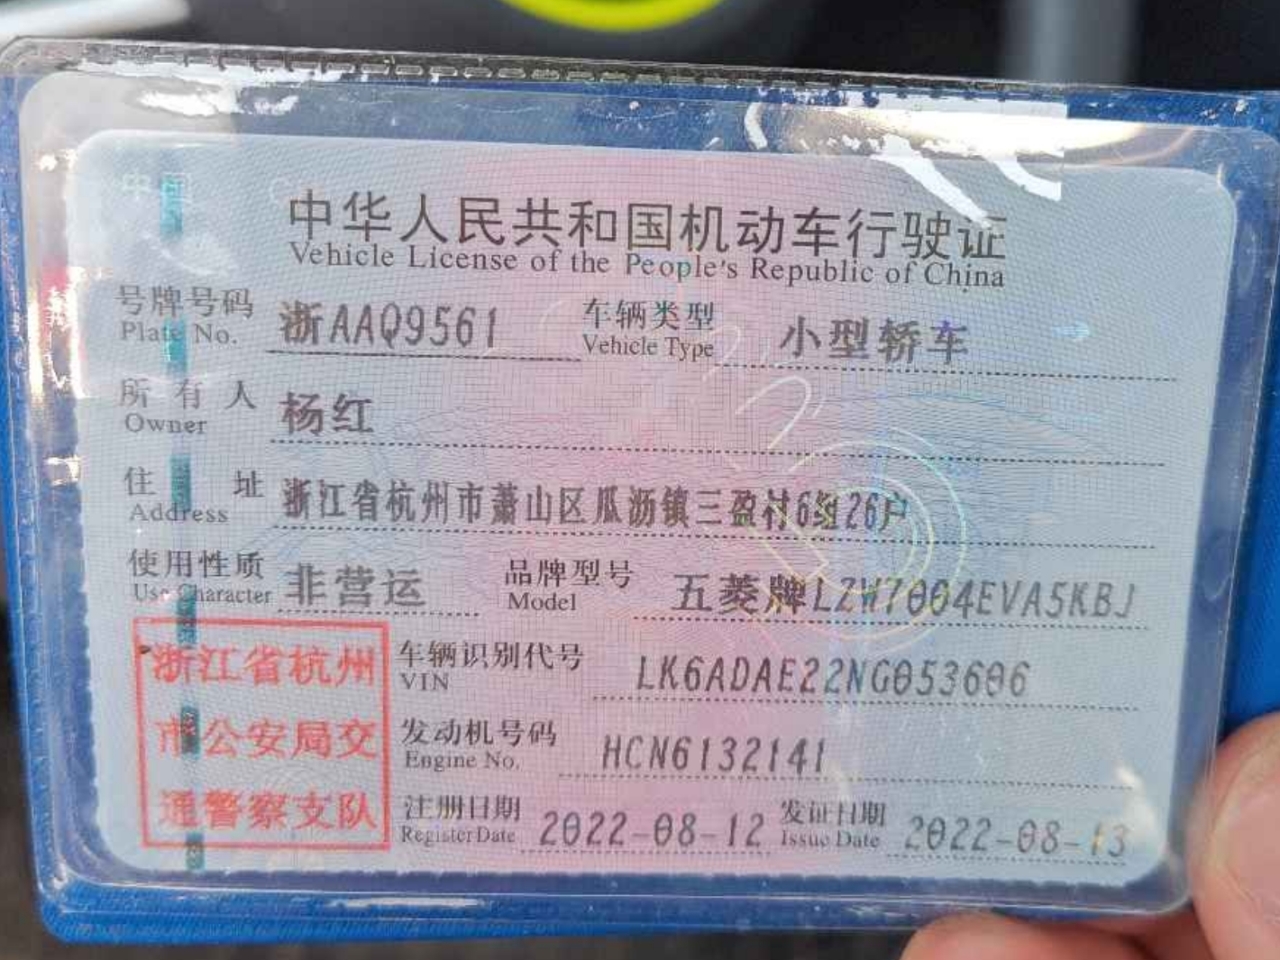 中国
中华人民共和国机动车行驶证
Vehicle License of the People's Republic of China
号牌号码 浙AAQ9561 车辆类型 小型轿车
Plate No. Vehicle Type
所有人 杨红
Owner
住址 浙江省杭州市萧山区瓜沥镇三盈村6组26户
Address
使用性质 非营运 品牌型号 五菱牌LZW7004EVA5KBJ
Use Character Model
浙江省杭州
市公安局交
通警察支队
车辆识别代号 LK6ADAE22NG053606
VIN
发动机号码 HCN6132141
Engine No.
注册日期 2022-08-12 发证日期 2022-08-13
Register Date Issue Date